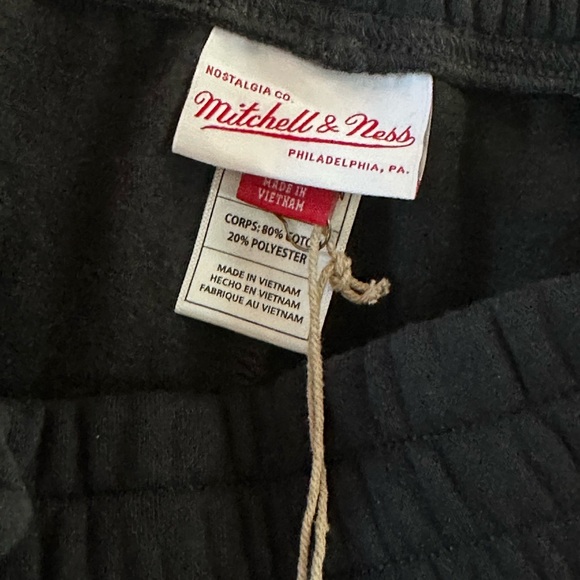 NOSTALGIA CO.
Mitchell & Ness
PHILADELPHIA, PA.
MADE IN
VIETNAM
CORPS: 80%
20% POLYESTER
MADE IN VIETNAM
HECHO EN VIETNAM
FABRIQUE AU VIETNAM